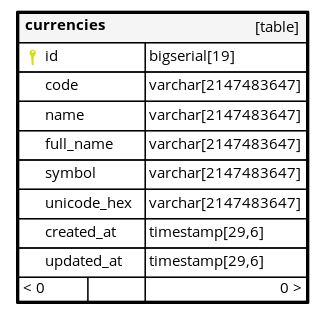 currencies [table]
id bigserial[19]
code varchar[2147483647]
name varchar[2147483647]
full_name varchar[2147483647]
symbol varchar[2147483647]
unicode_hex varchar[2147483647]
created_at timestamp[29,6]
updated_at timestamp[29,6]
< 0 0 >